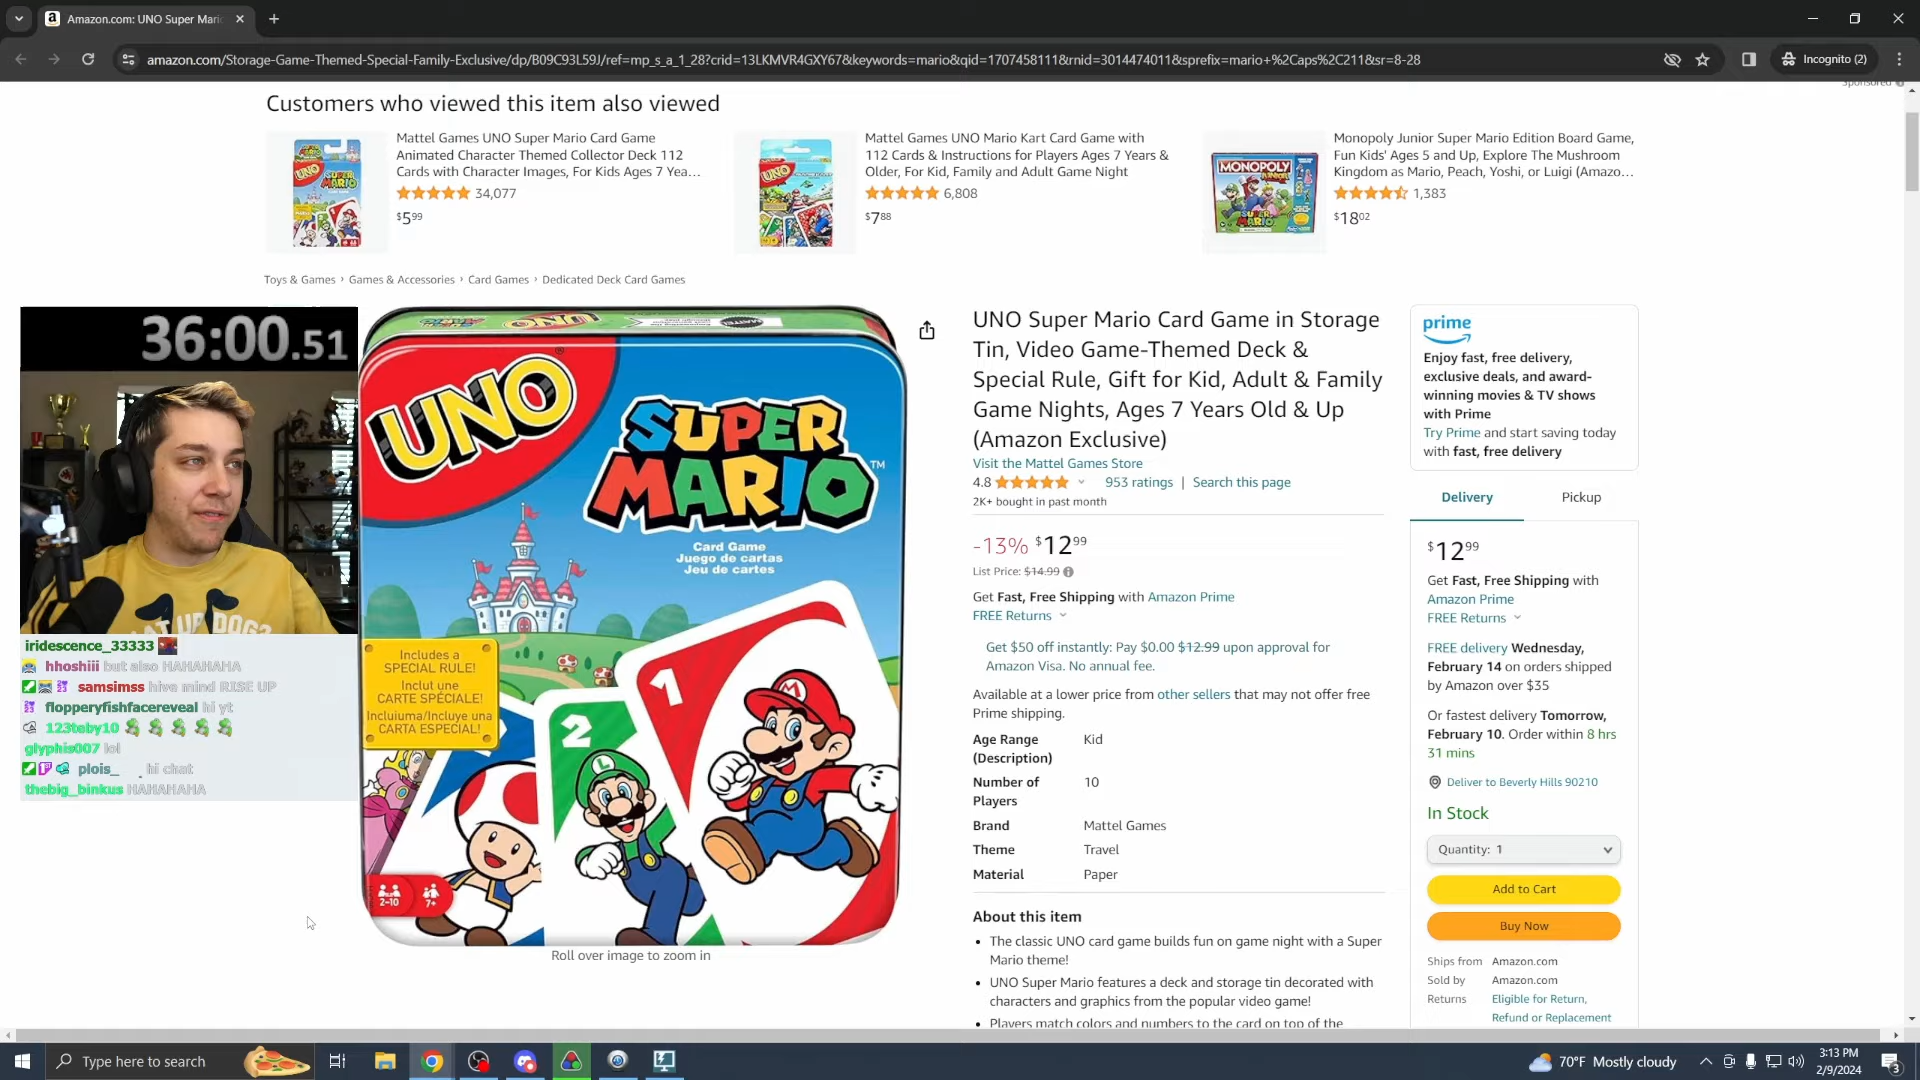 Amazon.com: UNO Super Mari
amazon.com/Storage-Game-Themed-Special-Family-Exclusive/dp/B09C93L59J/ref=mp_s_a_1_28?crid=13LKMVR4GXY67&keywords=mario&qid=1707458111&rnid=3014474011&sprefix=mario+%2Caps%2C211&sr=8-28
Incognito (2)
Sponsored
Customers who viewed this item also viewed
Mattel Games UNO Super Mario Card Game
Animated Character Themed Collector Deck 112
Cards with Character Images, For Kids Ages 7 Yea...
34,077
$5 99
Mattel Games UNO Mario Kart Card Game with
112 Cards & Instructions for Players Ages 7 Years &
Older, For Kid, Family and Adult Game Night
6,808
$7 88
Monopoly Junior Super Mario Edition Board Game,
Fun Kids' Ages 5 and Up, Explore The Mushroom
Kingdom as Mario, Peach, Yoshi, or Luigi (Amazo...
1,383
$18 02
Toys & Games › Games & Accessories › Card Games › Dedicated Deck Card Games
36:00.51
iridescence_33333
hhoshiii but also HAHAHAHA
samsimss hive mind RISE UP
flopperyfishfacereveal hi yt
123toby10
glyphis007 lol
plois_ hi chat
thebig_binkus HAHAHAHA
UNO
MATTEL
UNO
SUPER
MARIO™
Card Game
Juego de cartas
Jeu de cartes
Includes a
SPECIAL RULE!
Inclut une
CARTE SPÉCIALE!
Incluiuma/Incluye una
CARTA ESPECIAL!
1
2
2-10
7+
Roll over image to zoom in
UNO Super Mario Card Game in Storage
Tin, Video Game-Themed Deck &
Special Rule, Gift for Kid, Adult & Family
Game Nights, Ages 7 Years Old & Up
(Amazon Exclusive)
Visit the Mattel Games Store
4.8 953 ratings | Search this page
2K+ bought in past month
-13% $12 99
List Price: $14.99
Get Fast, Free Shipping with Amazon Prime
FREE Returns
Get $50 off instantly: Pay $0.00 $12.99 upon approval for
Amazon Visa. No annual fee.
Available at a lower price from other sellers that may not offer free
Prime shipping.
Age Range Kid
(Description)
Number of 10
Players
Brand Mattel Games
Theme Travel
Material Paper
About this item
• The classic UNO card game builds fun on game night with a Super
Mario theme!
• UNO Super Mario features a deck and storage tin decorated with
characters and graphics from the popular video game!
• Players match colors and numbers to the card on top of the
prime
Enjoy fast, free delivery,
exclusive deals, and award-
winning movies & TV shows
with Prime
Try Prime and start saving today
with fast, free delivery
Delivery Pickup
$12 99
Get Fast, Free Shipping with
Amazon Prime
FREE Returns
FREE delivery Wednesday,
February 14 on orders shipped
by Amazon over $35
Or fastest delivery Tomorrow,
February 10. Order within 8 hrs
31 mins
Deliver to Beverly Hills 90210
In Stock
Quantity: 1
Add to Cart
Buy Now
Ships from Amazon.com
Sold by Amazon.com
Returns Eligible for Return,
Refund or Replacement
Type here to search
70°F Mostly cloudy
3:13 PM
2/9/2024
3